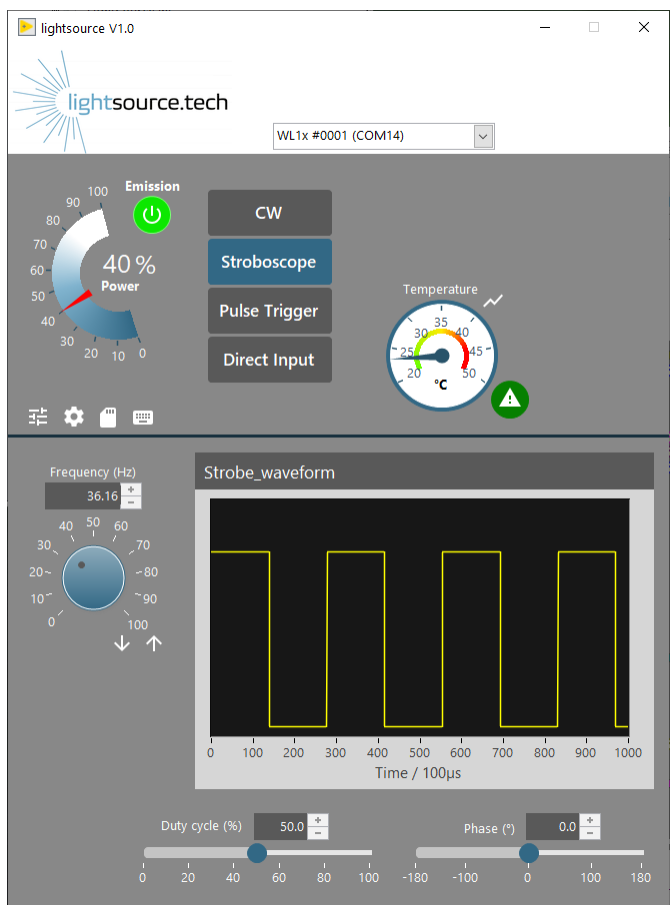 lightsource V1.0
lightsource.tech
WL1x #0001 (COM14)
Emission
100
90
80
70
60
50
40
30
20
10
0
40 %
Power
CW
Stroboscope
Pulse Trigger
Direct Input
Temperature
20
25
30
35
40
45
50
°C
Frequency (Hz)
36.16
0
10
20
30
40
50
60
70
80
90
100
Strobe_waveform
0 100 200 300 400 500 600 700 800 900 1000
Time / 100µs
Duty cycle (%) 50.0
0 20 40 60 80 100
Phase (°) 0.0
-180 -100 0 100 180